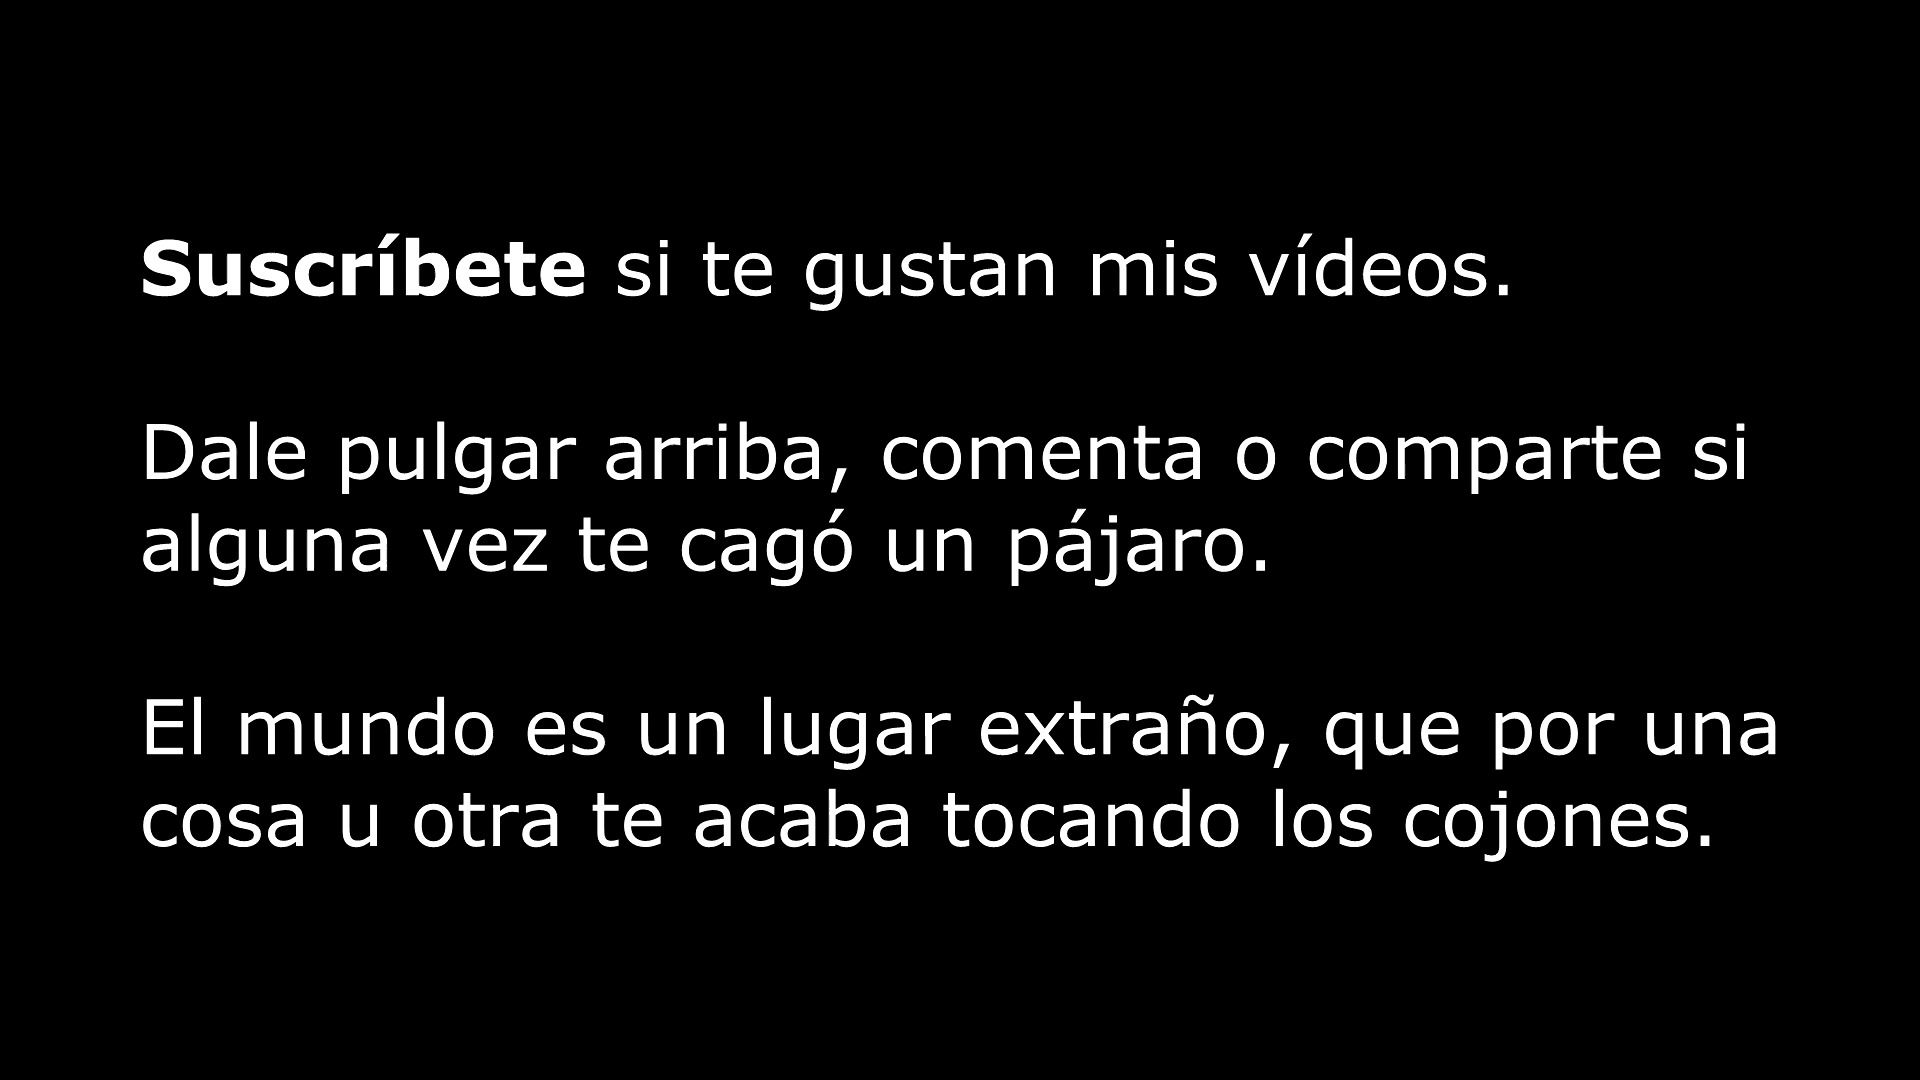 Suscríbete si te gustan mis vídeos.
Dale pulgar arriba, comenta o comparte si
alguna vez te cagó un pájaro.
El mundo es un lugar extraño, que por una
cosa u otra te acaba tocando los cojones.